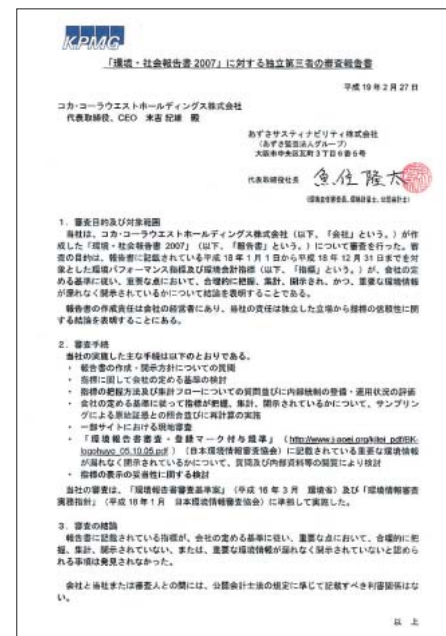 KPMG
「環境・社会報告書 2007」に対する独立第三者の審査報告書
平成 19 年 2 月 27 日
コカ・コーラウエストホールディングス株式会社
代表取締役、CEO 末吉 紀雄 殿
あずさサスティナビリティ株式会社
(あずさ監査法人グループ)
大阪市中央区瓦町 3 丁目 6 番 5 号
代表取締役社長 魚住 隆太
(環境審査員、環境計量士、公認会計士)
1．審査目的及び対象範囲
当社は、コカ・コーラウエストホールディングス株式会社（以下、「会社」という。）が作
成した「環境・社会報告書 2007」（以下、「報告書」という。）について審査を行った。審
査の目的は、報告書に記載されている平成 18 年 1 月 1 日から平成 18 年 12 月 31 日までを対
象とした環境パフォーマンス指標及び環境会計指標（以下、「指標」という。）が、会社の定
める基準に従い、重要な点において、合理的に把握、集計、開示され、かつ、重要な環境情報
が漏れなく開示されているかについて結論を表明することである。
報告書の作成責任は会社の経営者にあり、当社の責任は独立した立場から指標の信頼性に関
する結論を表明することにある。
2．審査手続
当社の実施した主な手続は以下のとおりである。
・ 報告書の作成・開示方針についての質問
・ 指標に関して会社の定める基準の検討
・ 指標の把握方法及び集計フローについての質問並びに内部統制の整備・運用状況の評価
・ 会社の定める基準に従って指標が把握、集計、開示されているかについて、サンプリン
グによる原始証憑との照合並びに再計算の実施
・ 一部サイトにおける現地審査
・ 「環境報告書審査・登録マーク付与基準」（http://www.j-aoei.org/kitei_pdf/BK-
logohuyo_05.10.05.pdf）（日本環境情報審査協会）に記載されている重要な環境情報
が漏れなく開示されているかについて、質問及び内部資料等の閲覧により検討
・ 指標の表示の妥当性に関する検討
当社の審査は、「環境報告書審査基準案」（平成 16 年 3 月 環境省）及び「環境情報審査
実務指針」（平成 18 年 1 月 日本環境情報審査協会）に準拠して実施した。
3．審査の結論
報告書に記載されている指標が、会社の定める基準に従い、重要な点において、合理的に把
握、集計、開示されていない、または、重要な環境情報が漏れなく開示されていないと認めら
れる事項は発見されなかった。
会社と当社または審査人との間には、公認会計士法の規定に準じて記載すべき利害関係はな
い。
以 上